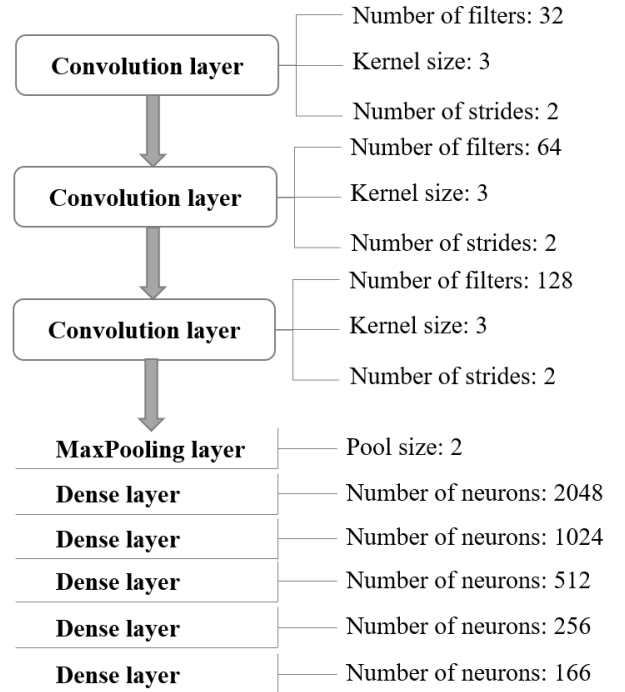 Number of filters: 32
Convolution layer
Kernel size: 3
Number of strides: 2
Number of filters: 64
Convolution layer
Kernel size: 3
Number of strides: 2
Number of filters: 128
Convolution layer
Kernel size: 3
Number of strides: 2
MaxPooling layer Pool size: 2
Dense layer Number of neurons: 2048
Dense layer Number of neurons: 1024
Dense layer Number of neurons: 512
Dense layer Number of neurons: 256
Dense layer Number of neurons: 166